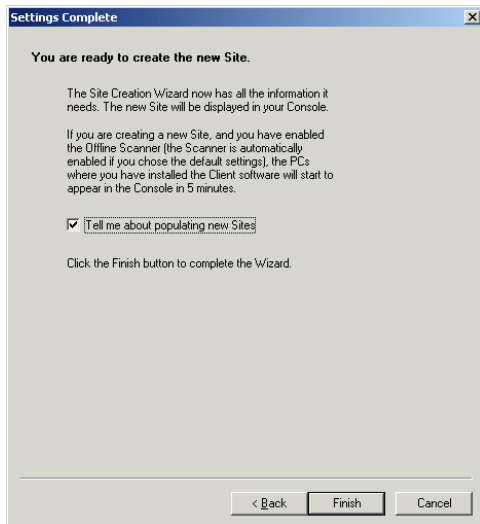 Settings Complete
You are ready to create the new Site.
The Site Creation Wizard now has all the information it
needs. The new Site will be displayed in your Console.
If you are creating a new Site, and you have enabled
the Offline Scanner (the Scanner is automatically
enabled if you chose the default settings), the PCs
where you have installed the Client software will start to
appear in the Console in 5 minutes.
Tell me about populating new Sites
Click the Finish button to complete the Wizard.
< Back
Finish
Cancel